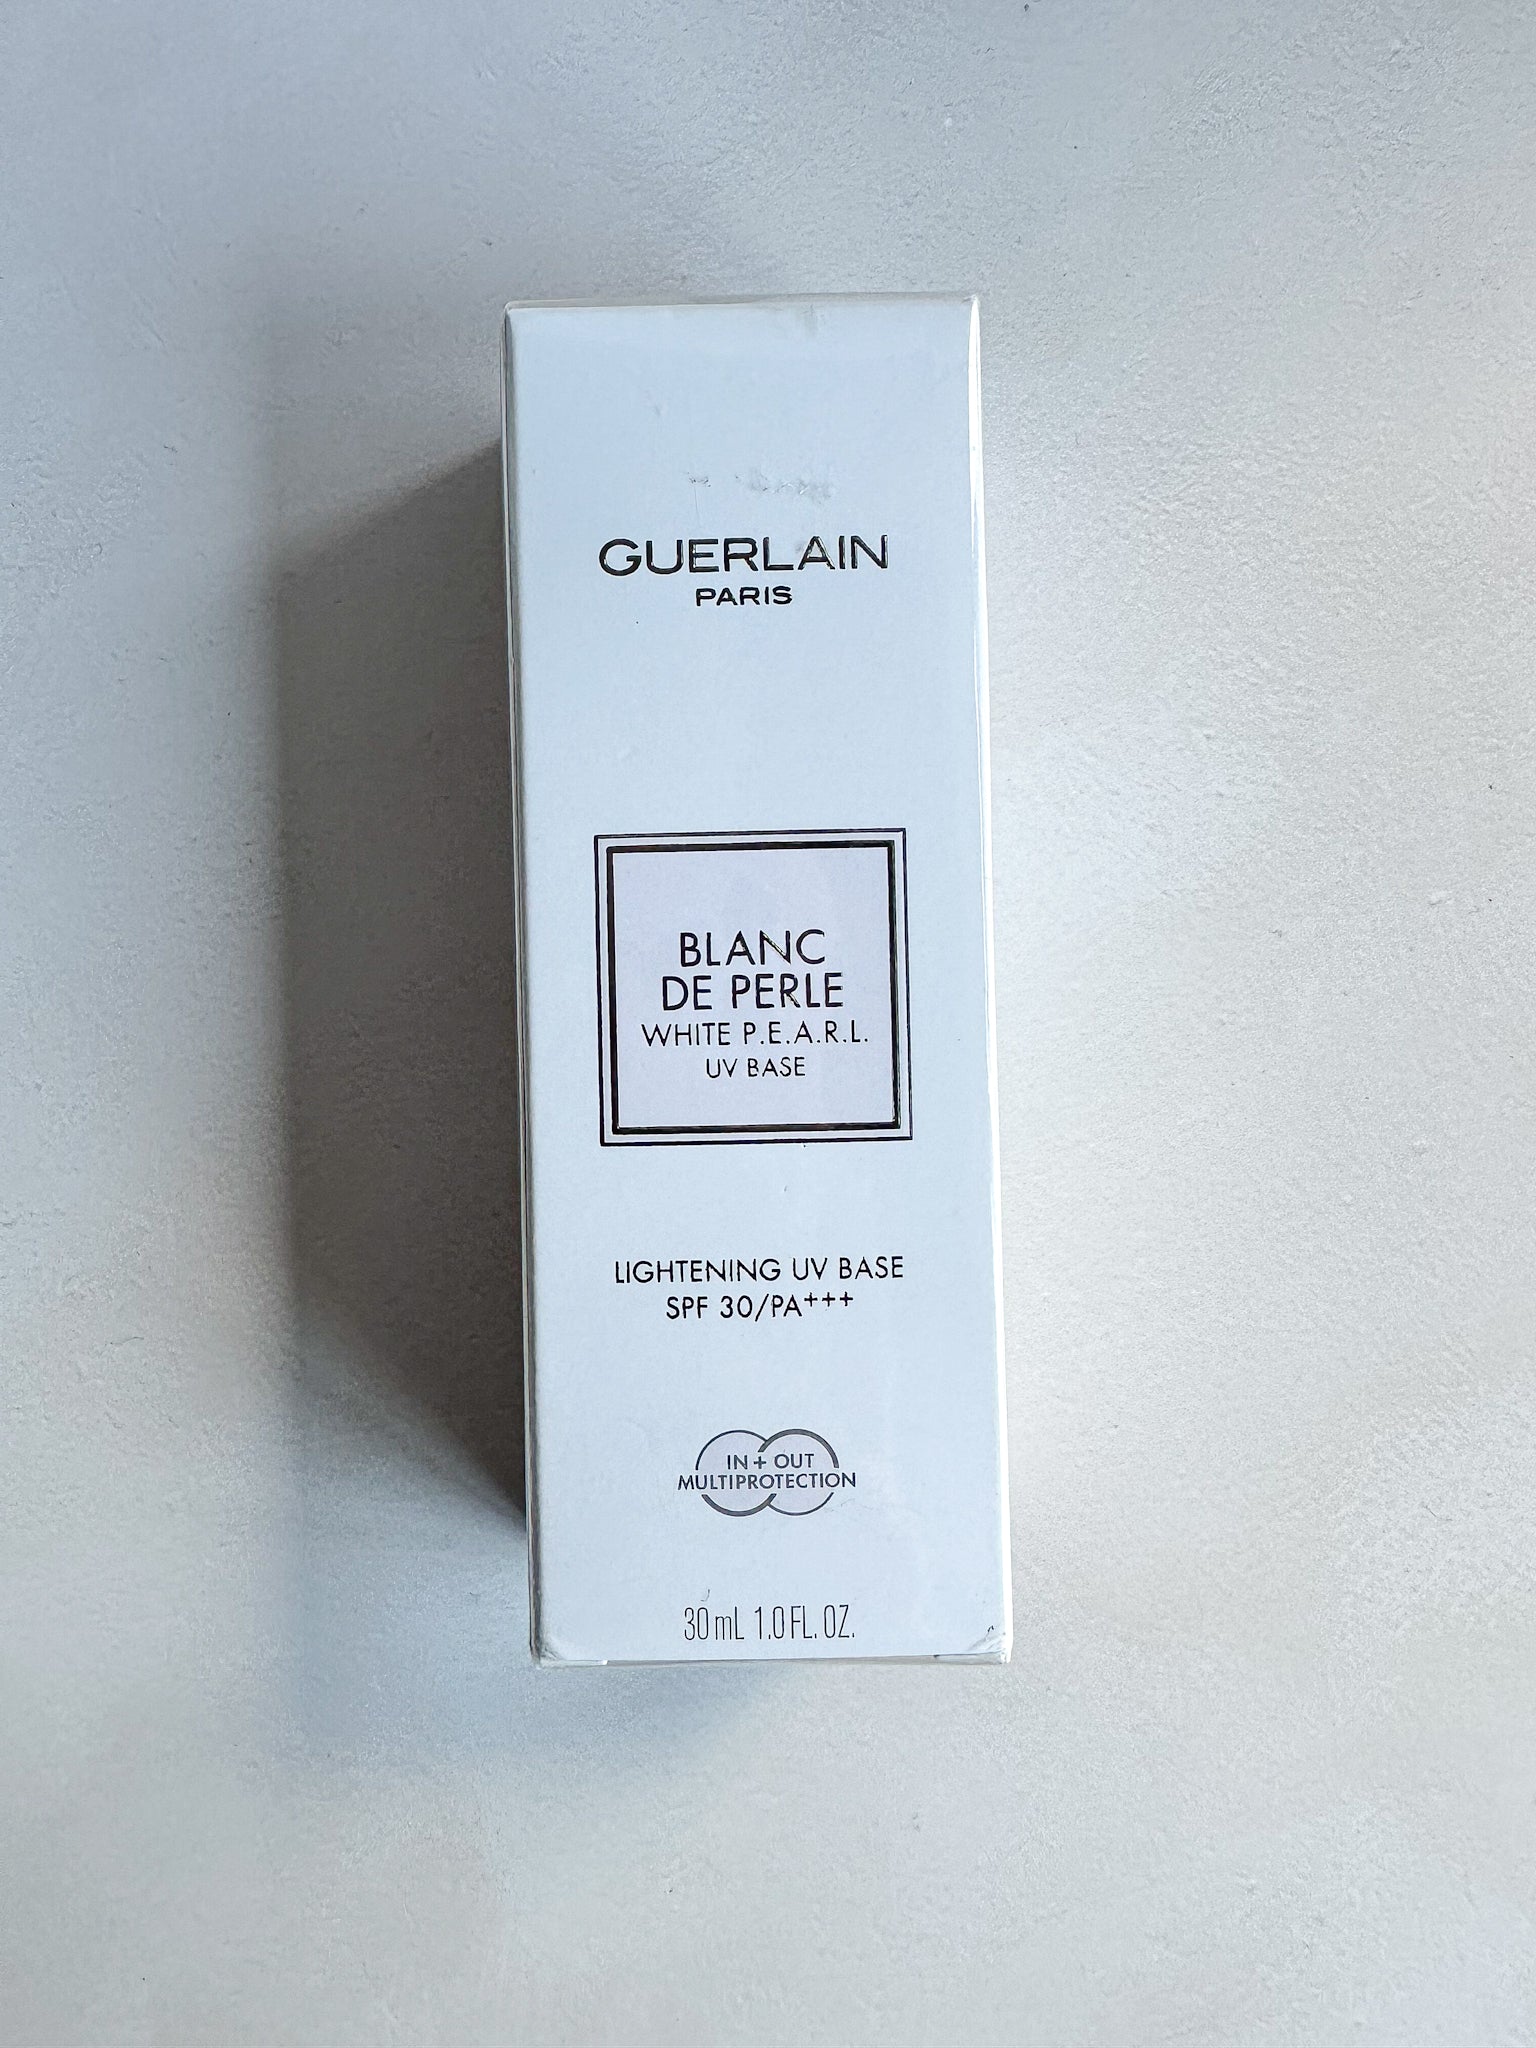 GUERLAIN
PARIS
BLANC
DE PERLE
WHITE P.E.A.R.L.
UV BASE
LIGHTENING UV BASE
SPF 30/PA+++
IN + OUT
MULTIPROTECTION
30 mL 1.0 FL. OZ.